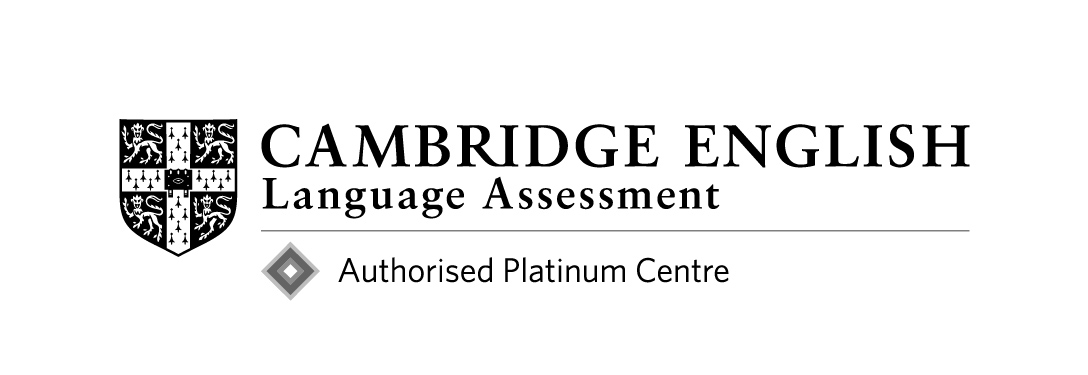 CAMBRIDGE ENGLISH
Language Assessment
Authorised Platinum Centre